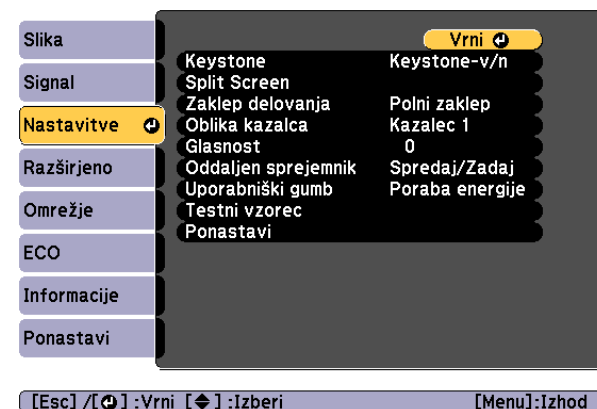 Slika
Signal
Nastavitve
Razširjeno
Omrežje
ECO
Informacije
Ponastavi
Vrni
Keystone Keystone-v/n
Split Screen
Zaklep delovanja Polni zaklep
Oblika kazalca Kazalec 1
Glasnost 0
Oddaljen sprejemnik Spredaj/Zadaj
Uporabniški gumb Poraba energije
Testni vzorec
Ponastavi
[Esc] /[⏎] :Vrni [◆] :Izberi [Menu]:Izhod